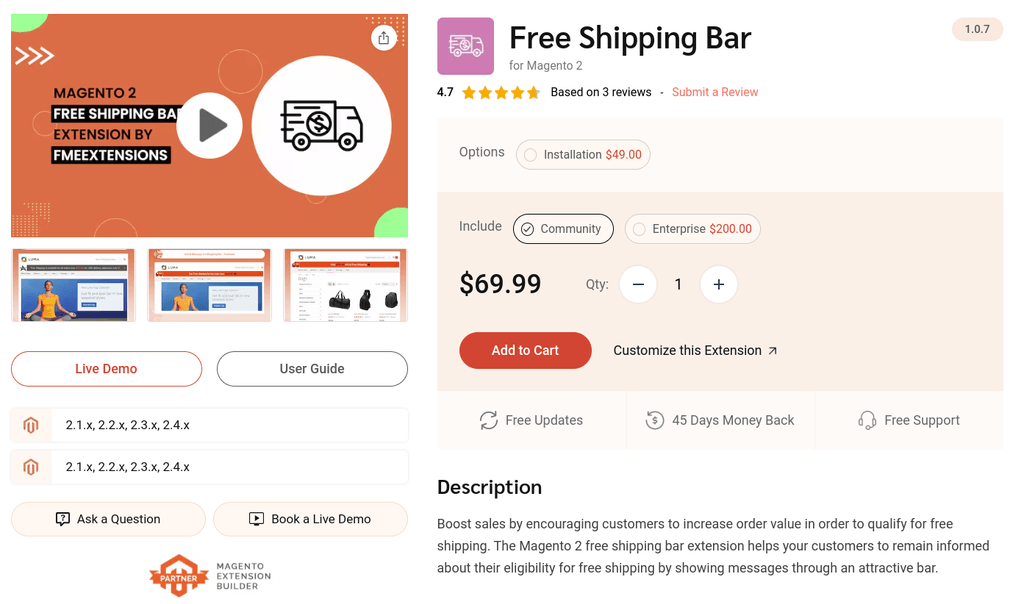 MAGENTO 2
FREE SHIPPING BA
EXTENSION BY
FMEEXTENSIONS
LUMA
LUMA
LUMA
Live Demo
User Guide
2.1.x, 2.2.x, 2.3.x, 2.4.x
2.1.x, 2.2.x, 2.3.x, 2.4.x
Ask a Question
Book a Live Demo
PARTNER
MAGENTO
EXTENSION
BUILDER
Free Shipping Bar
1.0.7
for Magento 2
4.7 Based on 3 reviews - Submit a Review
Options Installation $49.00
Include Community Enterprise $200.00
$69.99 Qty: 1
Add to Cart Customize this Extension
Free Updates 45 Days Money Back Free Support
Description
Boost sales by encouraging customers to increase order value in order to qualify for free
shipping. The Magento 2 free shipping bar extension helps your customers to remain informed
about their eligibility for free shipping by showing messages through an attractive bar.